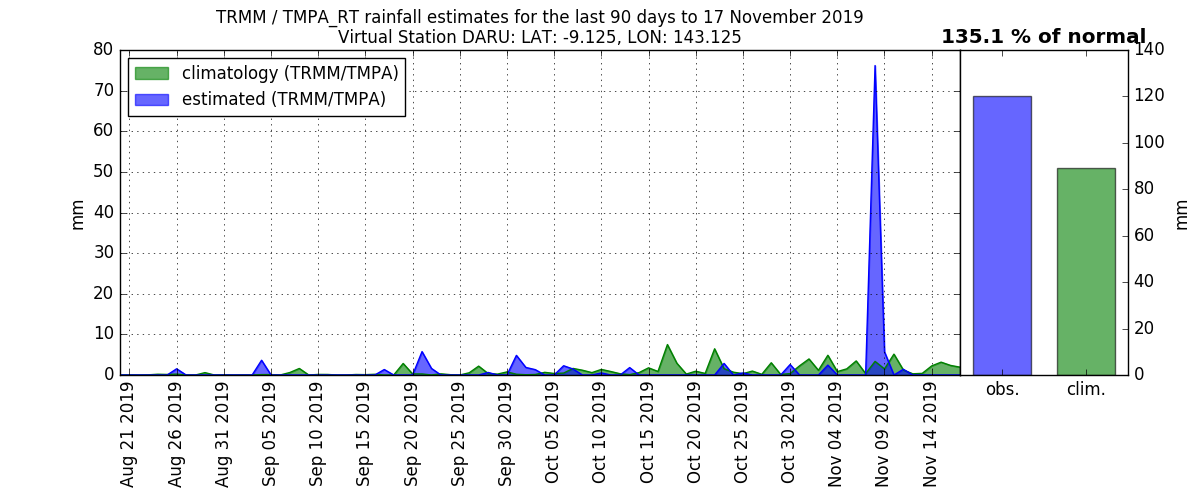 TRMM / TMPA_RT rainfall estimates for the last 90 days to 17 November 2019
Virtual Station DARU: LAT: -9.125, LON: 143.125
135.1 % of normal
climatology (TRMM/TMPA)
estimated (TRMM/TMPA)
mm
80
70
60
50
40
30
20
10
0
Aug 21 2019
Aug 26 2019
Aug 31 2019
Sep 05 2019
Sep 10 2019
Sep 15 2019
Sep 20 2019
Sep 25 2019
Sep 30 2019
Oct 05 2019
Oct 10 2019
Oct 15 2019
Oct 20 2019
Oct 25 2019
Oct 30 2019
Nov 04 2019
Nov 09 2019
Nov 14 2019
obs.
clim.
140
120
100
80
60
40
20
0
mm